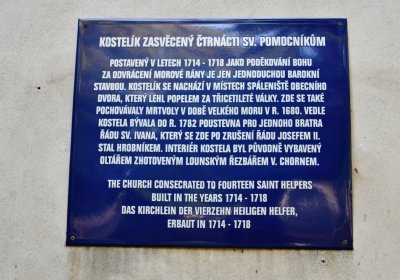 KOSTELÍK ZASVĚCENÝ ČTRNÁCTI SV. POMOCNÍKŮM
POSTAVENÝ V LETECH 1714 - 1718 JAKO PODĚKOVÁNÍ BOHU
ZA ODVRÁCENÍ MOROVÉ RÁNY JE JEN JEDNODUCHOU BAROKNÍ
STAVBOU. KOSTELÍK SE NACHÁZÍ V MÍSTECH SPÁLENIŠTĚ OBECNÍHO
DVORA, KTERÝ LEHL POPELEM ZA TŘICETILETÉ VÁLKY. ZDE SE TAKÉ
POCHOVÁVALY MRTVOLY V DOBĚ VELKÉHO MORU V R. 1680. VEDLE
KOSTELA BÝVALA DO R. 1782 POUSTEVNA PRO JEDNOHO BRATRA
ŘÁDU SV. IVANA, KTERÝ SE ZDE PO ZRUŠENÍ ŘÁDU JOSEFEM II.
STAL HROBNÍKEM. INTERIÉR KOSTELA BYL PŮVODNĚ VYBAVENÝ
OLTÁŘEM ZHOTOVENÝM LOUNSKÝM ŘEZBÁŘEM V. CHORNEM.
THE CHURCH CONSECRATED TO FOURTEEN SAINT HELPERS
BUILT IN THE YEARS 1714 - 1718
DAS KIRCHLEIN DER VIERZEHN HEILIGEN HELFER,
ERBAUT IN 1714 - 1718